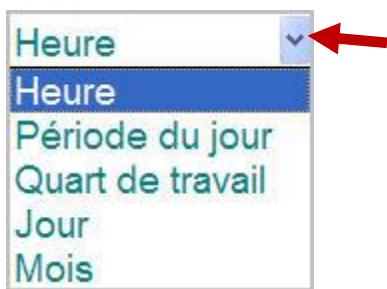 Heure
Heure
Période du jour
Quart de travail
Jour
Mois